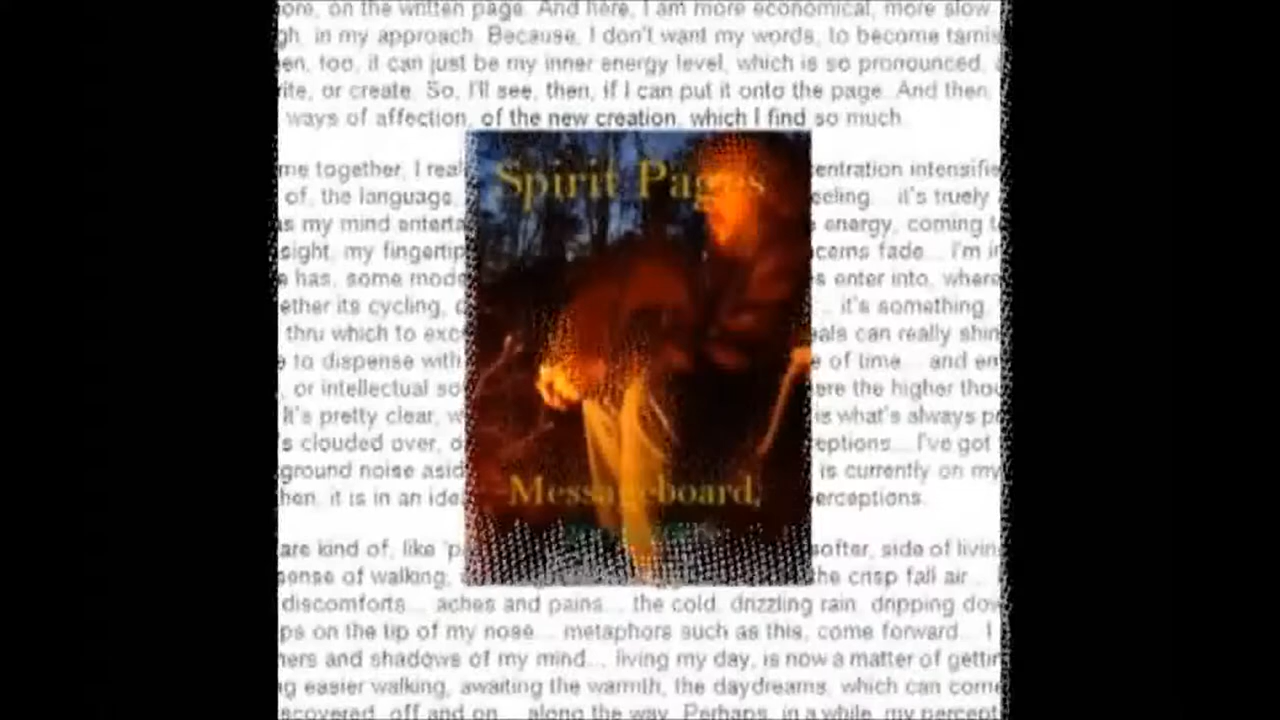 ore, on the written page. And here, I am more economical, more slow
gh, in my approach. Because, I don't want my words, to become tarnis
en, too, it can just be my inner energy level, which is so pronounced,
rite, or create. So, I'll see, then, if I can put it onto the page. And then,
ways of affection, of the new creation, which I find so much.
Spirit Pages
me together, I real
entration intensifie
of, the language,
eeling... it's truely
as my mind enterta
energy, coming t
sight, my fingertip
cerns fade... I'm i
has, some mod
s enter into, where
ether its cycling,
... it's something,
thru which to exc
eals can really shin
to dispense with
e of time... and en
, or intellectual so
ere the higher thou
It's pretty clear, w
is what's always p
s clouded over, o
eptions... I've got
ground noise asid
is currently on my
hen, it is in an ide
erceptions.
Messageboard,
are kind of, like 'p
softer, side of livin
sense of walking,
the crisp fall air...
discomforts... aches and pains... the cold, drizzling rain, dripping dow
ps on the tip of my nose... metaphors such as this, come forward... I
ners and shadows of my mind... living my day, is now a matter of gettin
g easier walking, awaiting the warmth, the daydreams, which can come
scovered, off and on... along the way. Perhaps, in a while, my percept